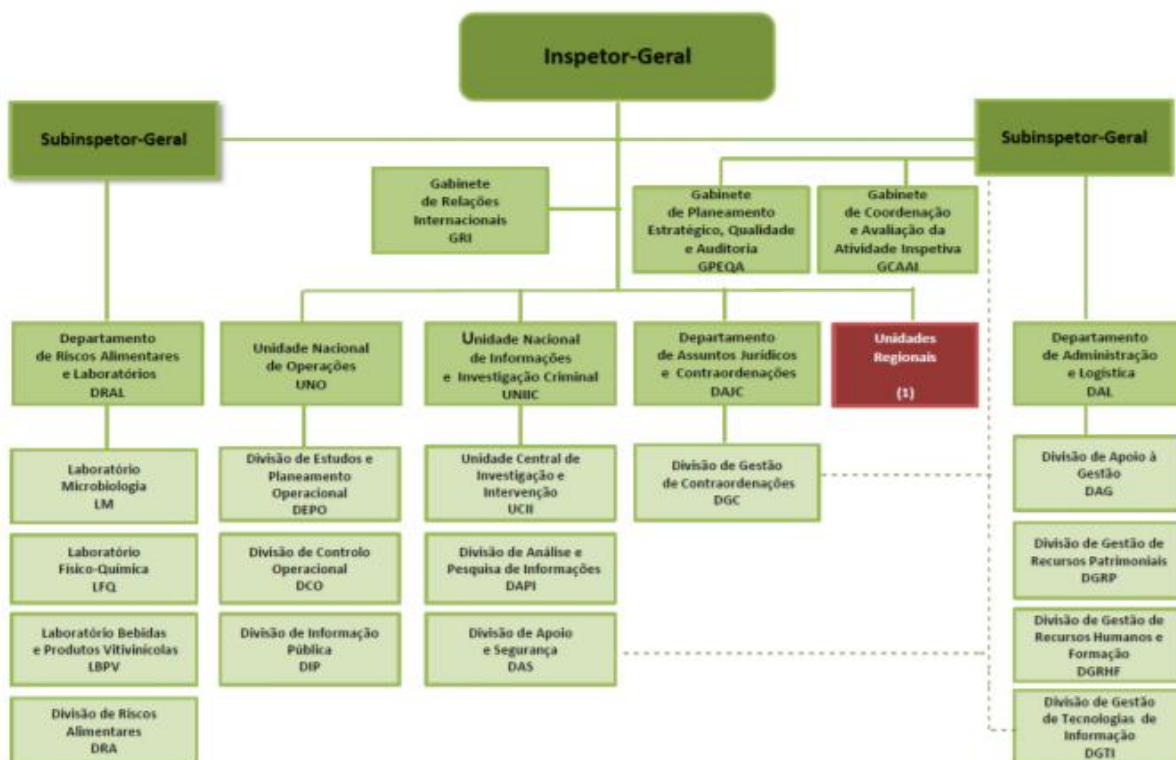 Inspetor-Geral
Subinspetor-Geral
Subinspetor-Geral
Gabinete
de Relações
Internacionais
GRI
Gabinete
de Planeamento
Estratégico, Qualidade
e Auditoria
GPEQA
Gabinete
de Coordenação
e Avaliação da
Atividade Inspetiva
GCAAI
Departamento
de Riscos Alimentares
e Laboratórios
DRAL
Unidade Nacional
de Operações
UNO
Unidade Nacional
de Informações
e Investigação Criminal
UNIIC
Departamento
de Assuntos Jurídicos
e Contraordenações
DAJC
Unidades
Regionais
(1)
Departamento
de Administração
e Logística
DAL
Laboratório
Microbiologia
LM
Divisão de Estudos e
Planeamento
Operacional
DEPO
Unidade Central de
Investigação e
Intervenção
UCII
Divisão de Gestão
de Contraordenações
DGC
Divisão de Apoio à
Gestão
DAG
Laboratório
Físico-Química
LFQ
Divisão de Controlo
Operacional
DCO
Divisão de Análise e
Pesquisa de Informações
DAPI
Divisão de Gestão de
Recursos Patrimoniais
DGRP
Laboratório Bebidas
e Produtos Vitivinícolas
LBPV
Divisão de Informação
Pública
DIP
Divisão de Apoio
e Segurança
DAS
Divisão de Gestão de
Recursos Humanos e
Formação
DGRHF
Divisão de Riscos
Alimentares
DRA
Divisão de Gestão
de Tecnologias de
Informação
DGTI